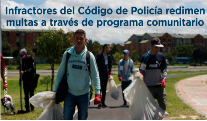 Infractores del Código de Policía redimen
multas a través de programa comunitario